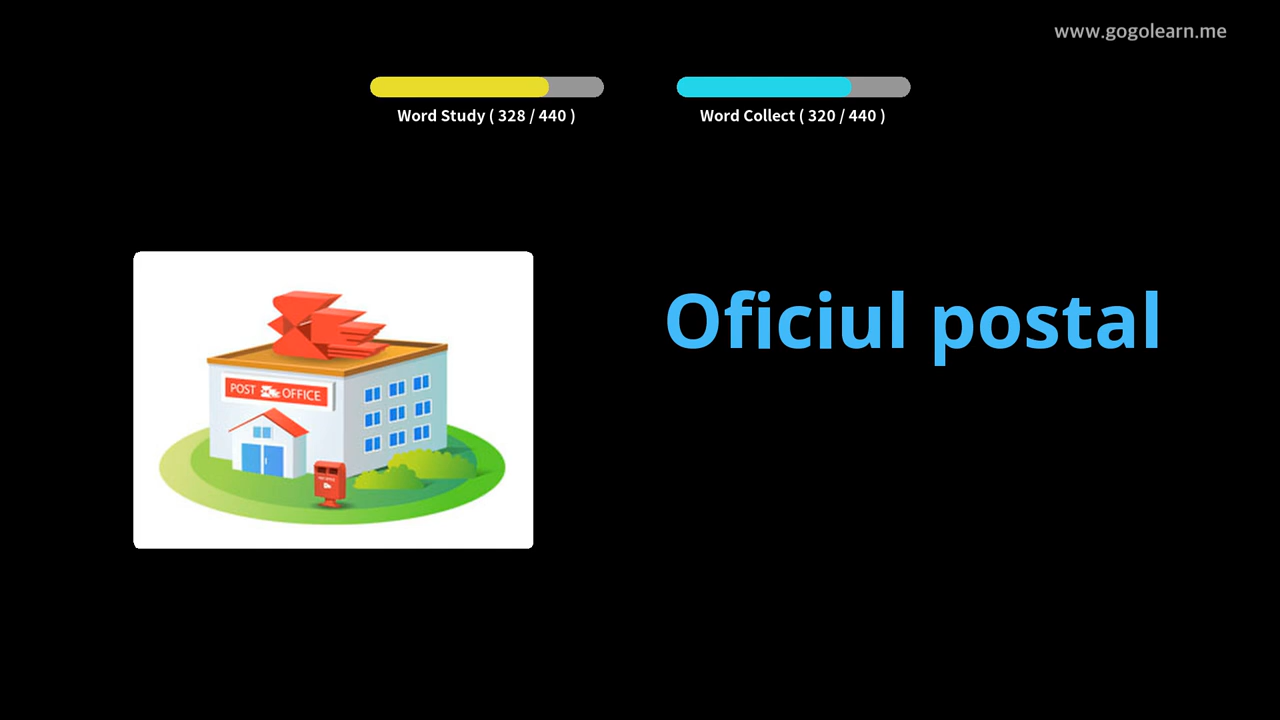 www.gogolearn.me
Word Study ( 328 / 440 )
Word Collect ( 320 / 440 )
Oficiul postal
POST OFFICE